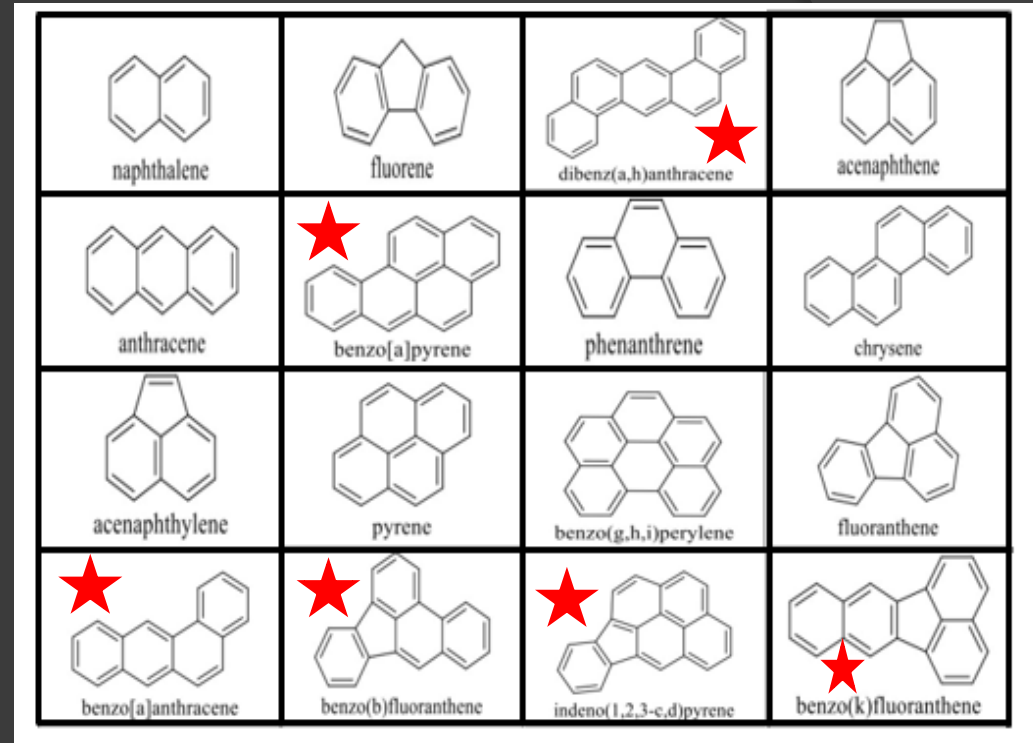 naphthalene
fluorene
dibenz(a,h)anthracene
acenaphthene
anthracene
benzo[a]pyrene
phenanthrene
chrysene
acenaphthylene
pyrene
benzo(g,h,i)perylene
fluoranthene
benzo[a]anthracene
benzo(b)fluoranthene
indeno(1,2,3-c,d)pyrene
benzo(k)fluoranthene